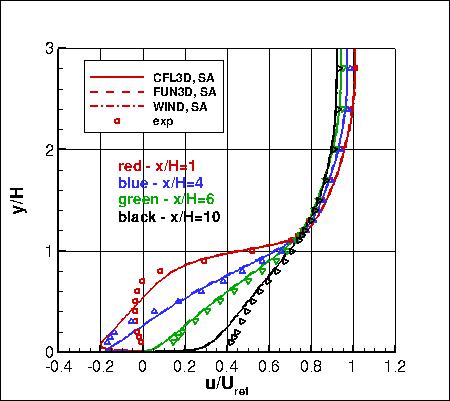 3
CFL3D, SA
FUN3D, SA
WIND, SA
exp
2
red - x/H=1
blue - x/H=4
green - x/H=6
black - x/H=10
y/H
1
0
-0.4 -0.2 0 0.2 0.4 0.6 0.8 1 1.2
u/Uref